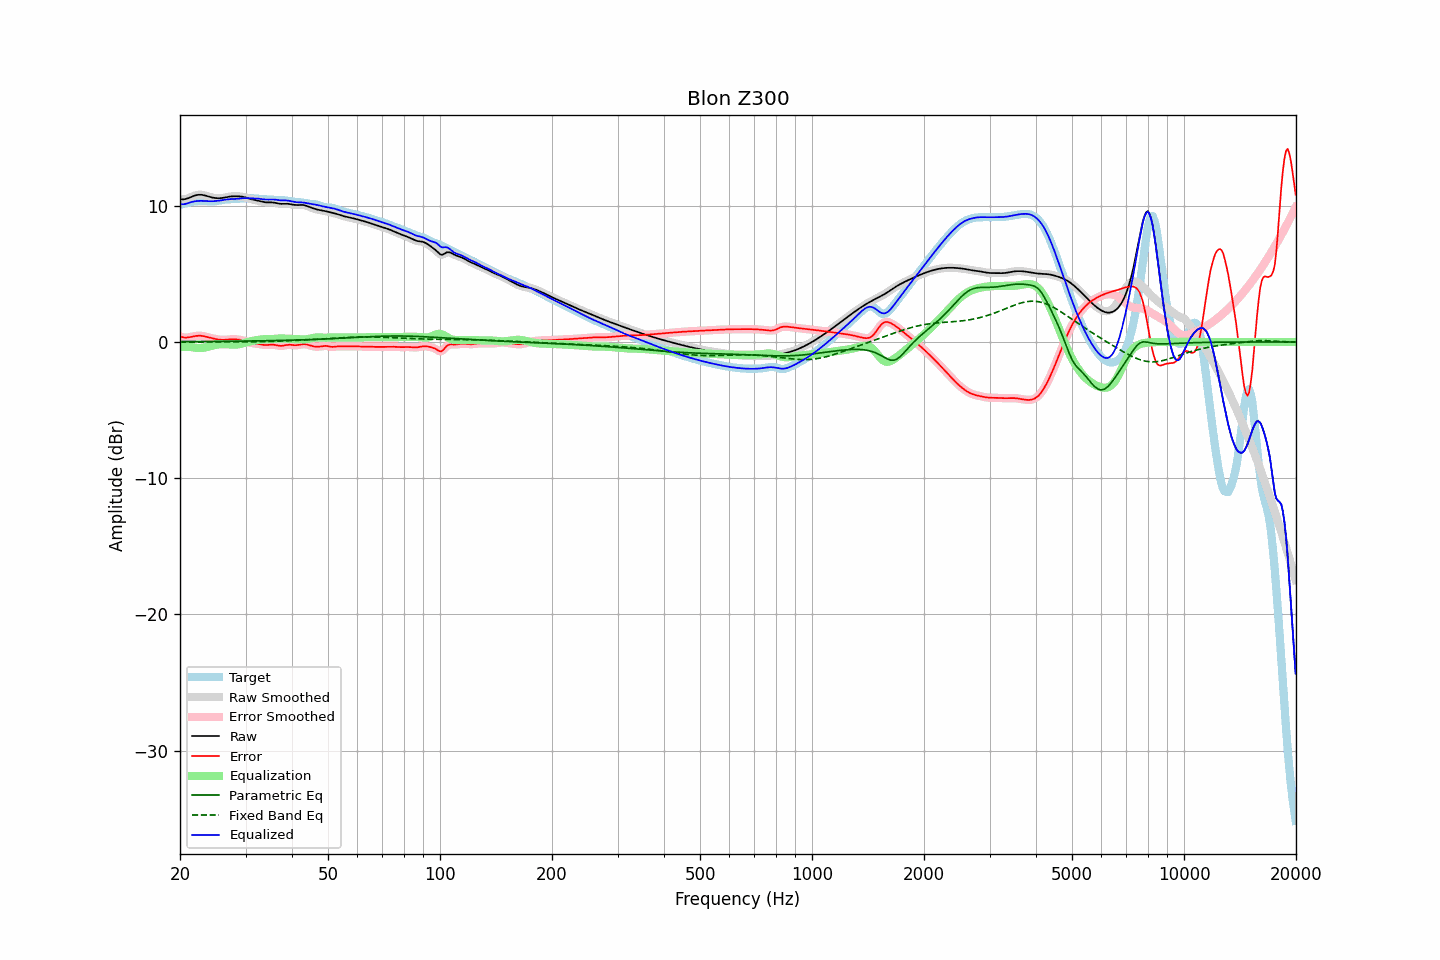 Blon Z300
Amplitude (dBr)
10
0
−10
−20
−30
Target
Raw Smoothed
Error Smoothed
Raw
Error
Equalization
Parametric Eq
Fixed Band Eq
Equalized
20
50
100
200
500
1000
2000
5000
10000
20000
Frequency (Hz)